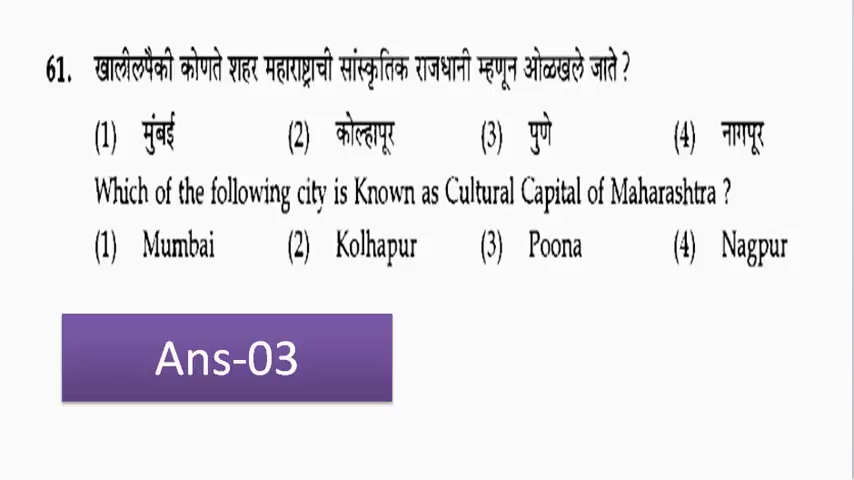 61. खालीलपैकी कोणते शहर महाराष्ट्राची सांस्कृतिक राजधानी म्हणून ओळखले जाते ?
(1) मुंबई (2) कोल्हापूर (3) पुणे (4) नागपूर
Which of the following city is Known as Cultural Capital of Maharashtra ?
(1) Mumbai (2) Kolhapur (3) Poona (4) Nagpur
Ans-03